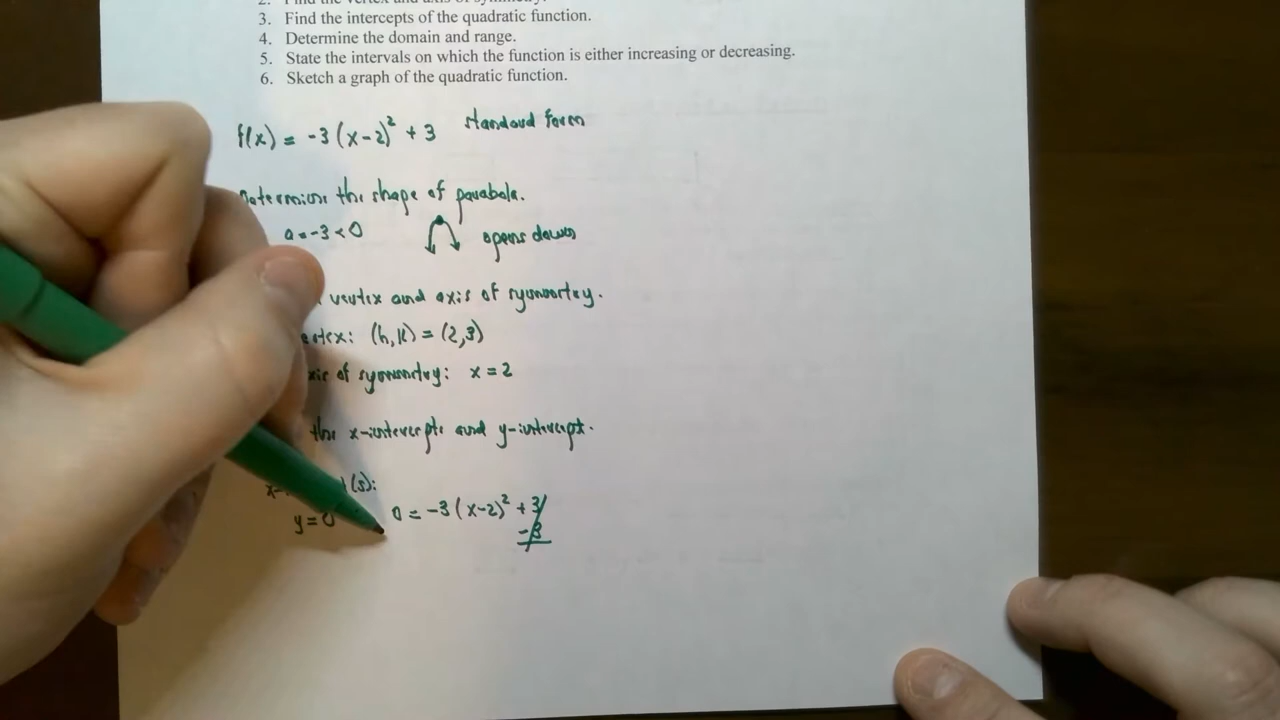 3. Find the intercepts of the quadratic function.
4. Determine the domain and range.
5. State the intervals on which the function is either increasing or decreasing.
6. Sketch a graph of the quadratic function.
f(x) = -3(x-2)² + 3 standard form
Determine the shape of parabola.
a = -3 < 0 opens down
vertex and axis of symmetry.
(h,k) = (2,3)
of symmetry: x = 2
the x-intercepts and y-intercept.
(s):
y = 0 0 = -3(x-2)² + 3
-3